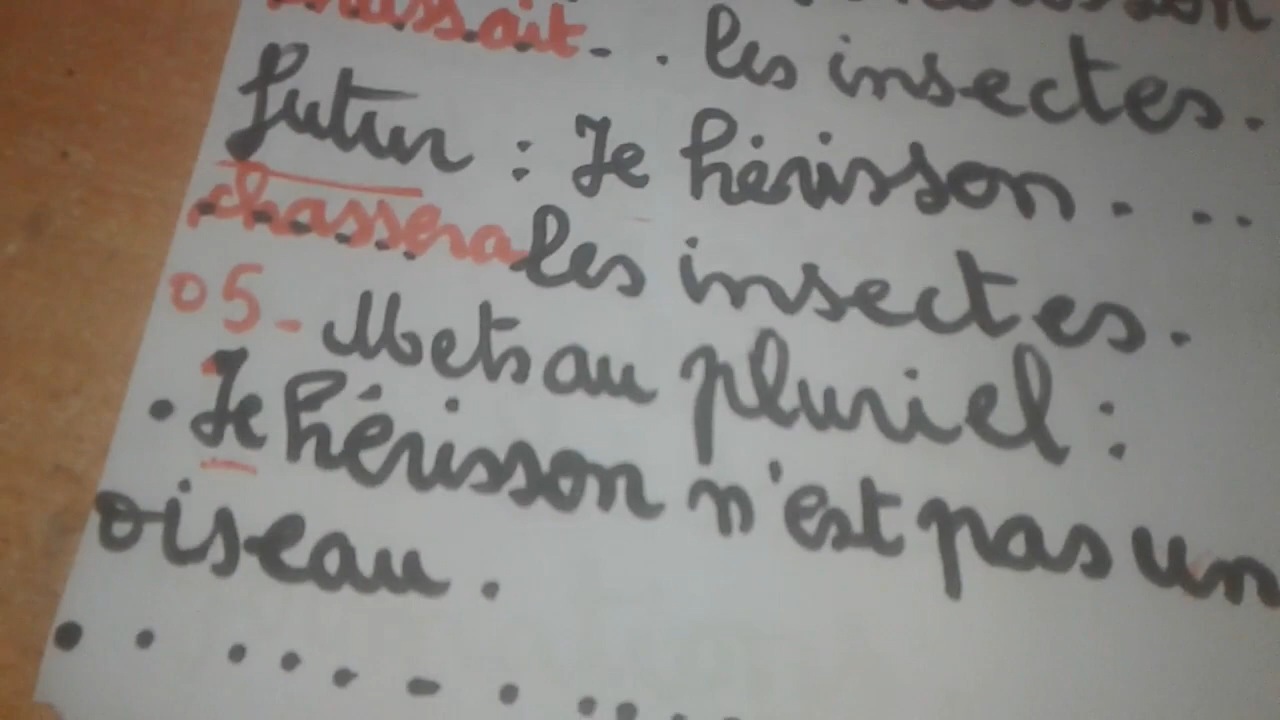 chassait - . les insectes.
futur : Le hérisson . ..
chassera les insectes.
05- Mets au pluriel :
. Le hérisson n'est pas un
oiseau .
. . . . . - . . . .